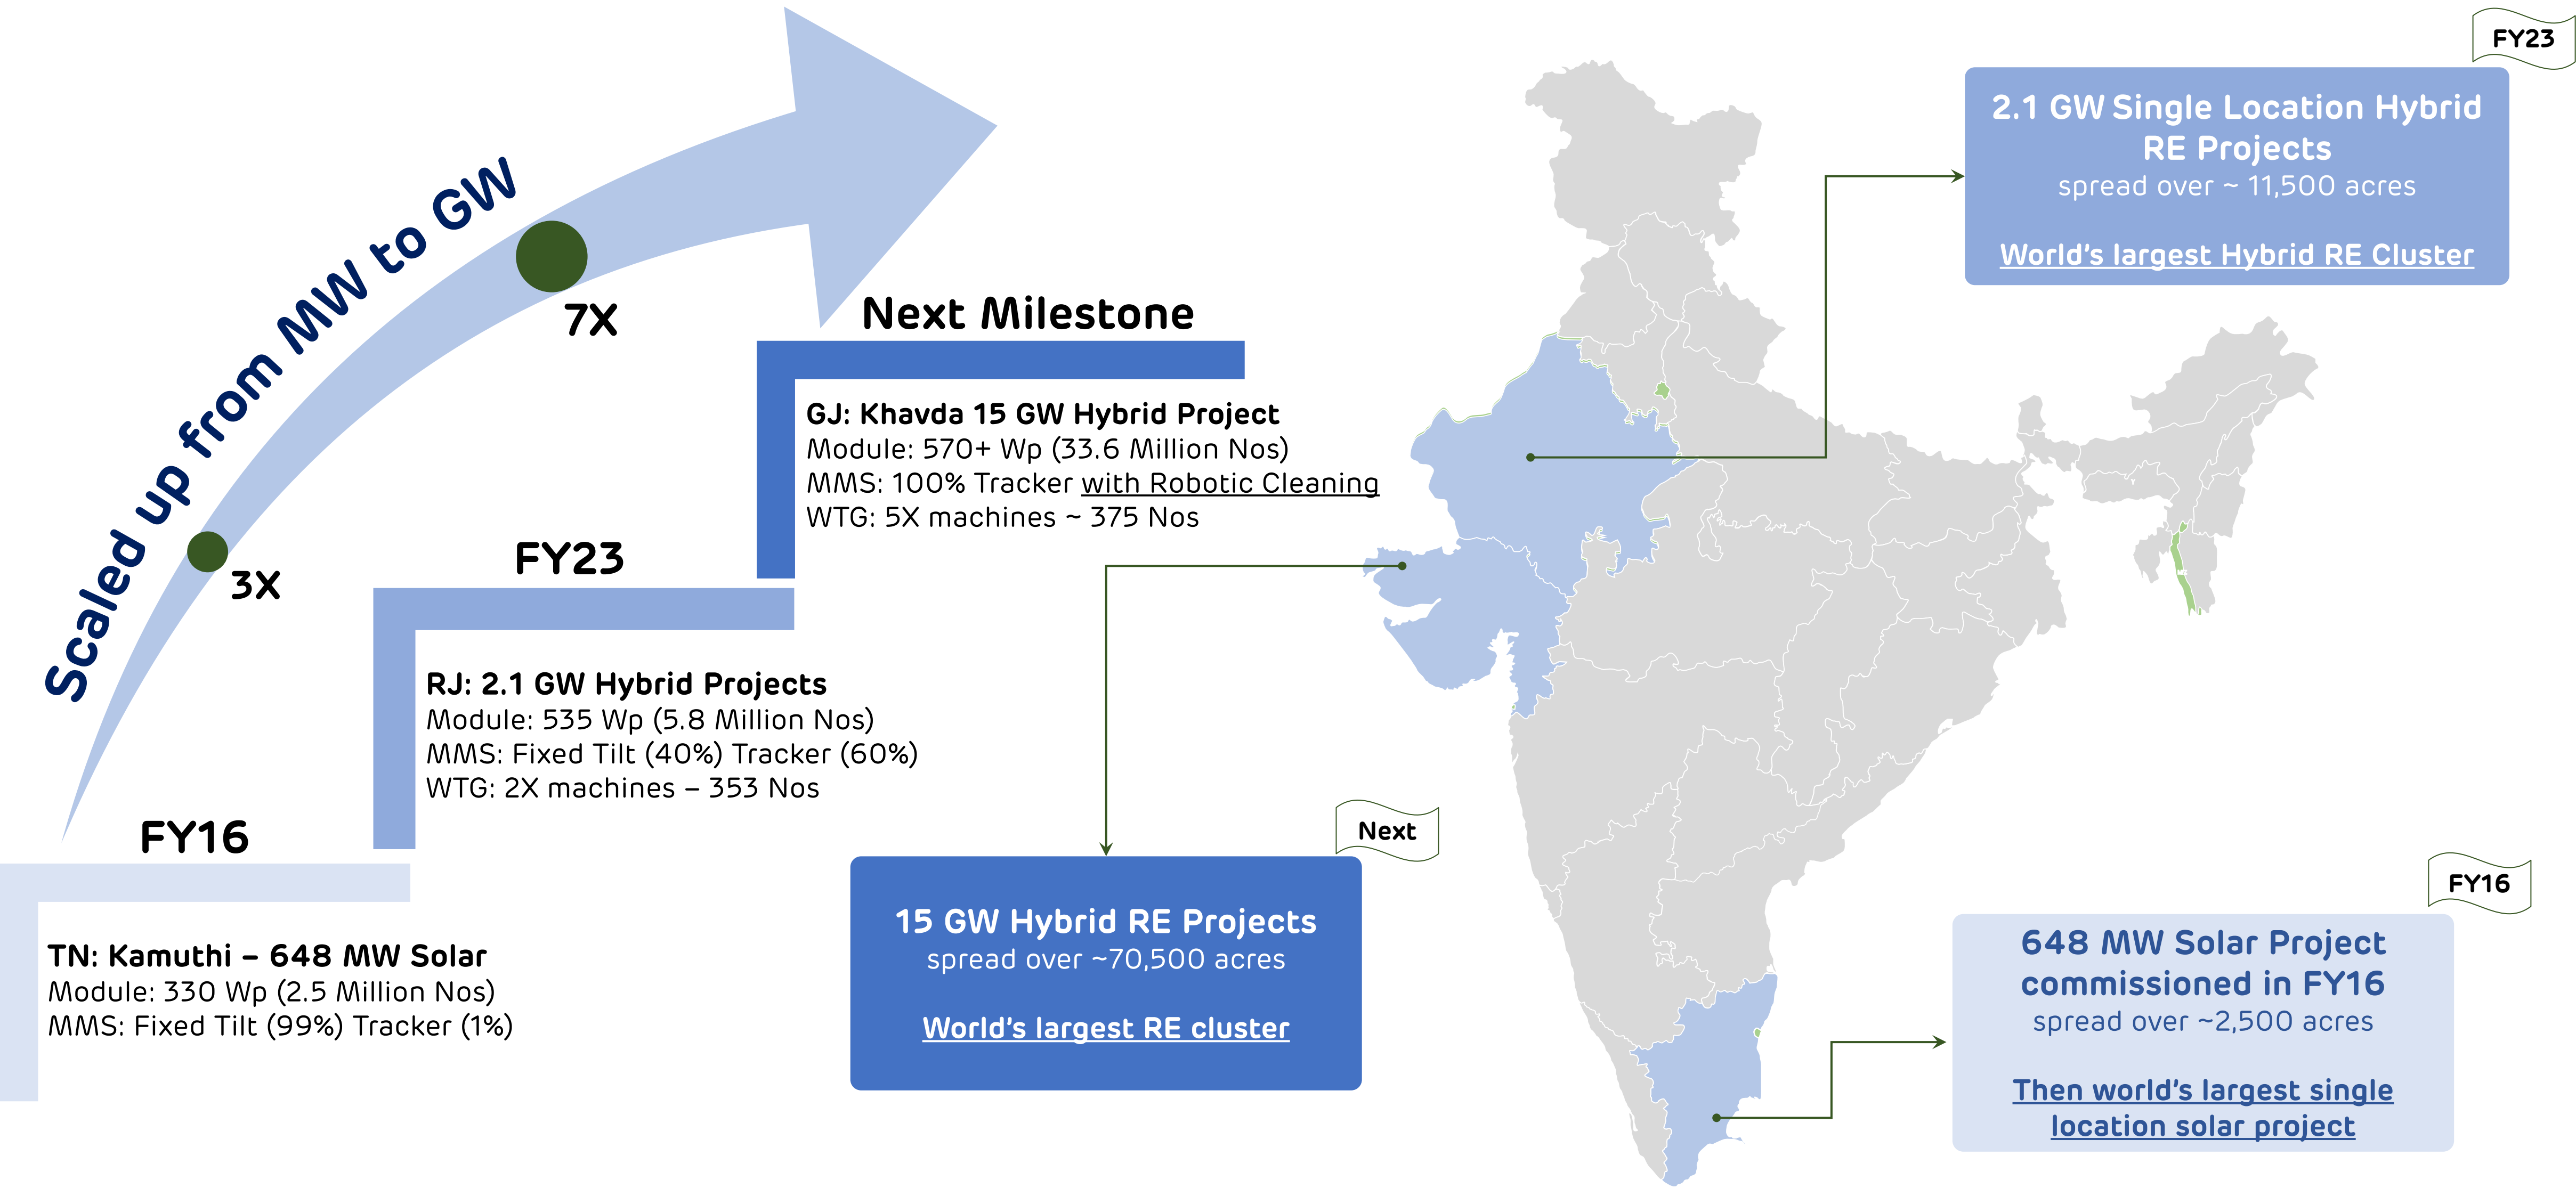 Scaled up from MW to GW
7X
3X
Next Milestone
GJ: Khavda 15 GW Hybrid Project
Module: 570+ Wp (33.6 Million Nos)
MMS: 100% Tracker with Robotic Cleaning
WTG: 5X machines ~ 375 Nos
FY23
RJ: 2.1 GW Hybrid Projects
Module: 535 Wp (5.8 Million Nos)
MMS: Fixed Tilt (40%) Tracker (60%)
WTG: 2X machines – 353 Nos
FY16
TN: Kamuthi – 648 MW Solar
Module: 330 Wp (2.5 Million Nos)
MMS: Fixed Tilt (99%) Tracker (1%)
FY23
2.1 GW Single Location Hybrid
RE Projects
spread over ~ 11,500 acres
World's largest Hybrid RE Cluster
Next
15 GW Hybrid RE Projects
spread over ~70,500 acres
World's largest RE cluster
FY16
648 MW Solar Project
commissioned in FY16
spread over ~2,500 acres
Then world's largest single
location solar project